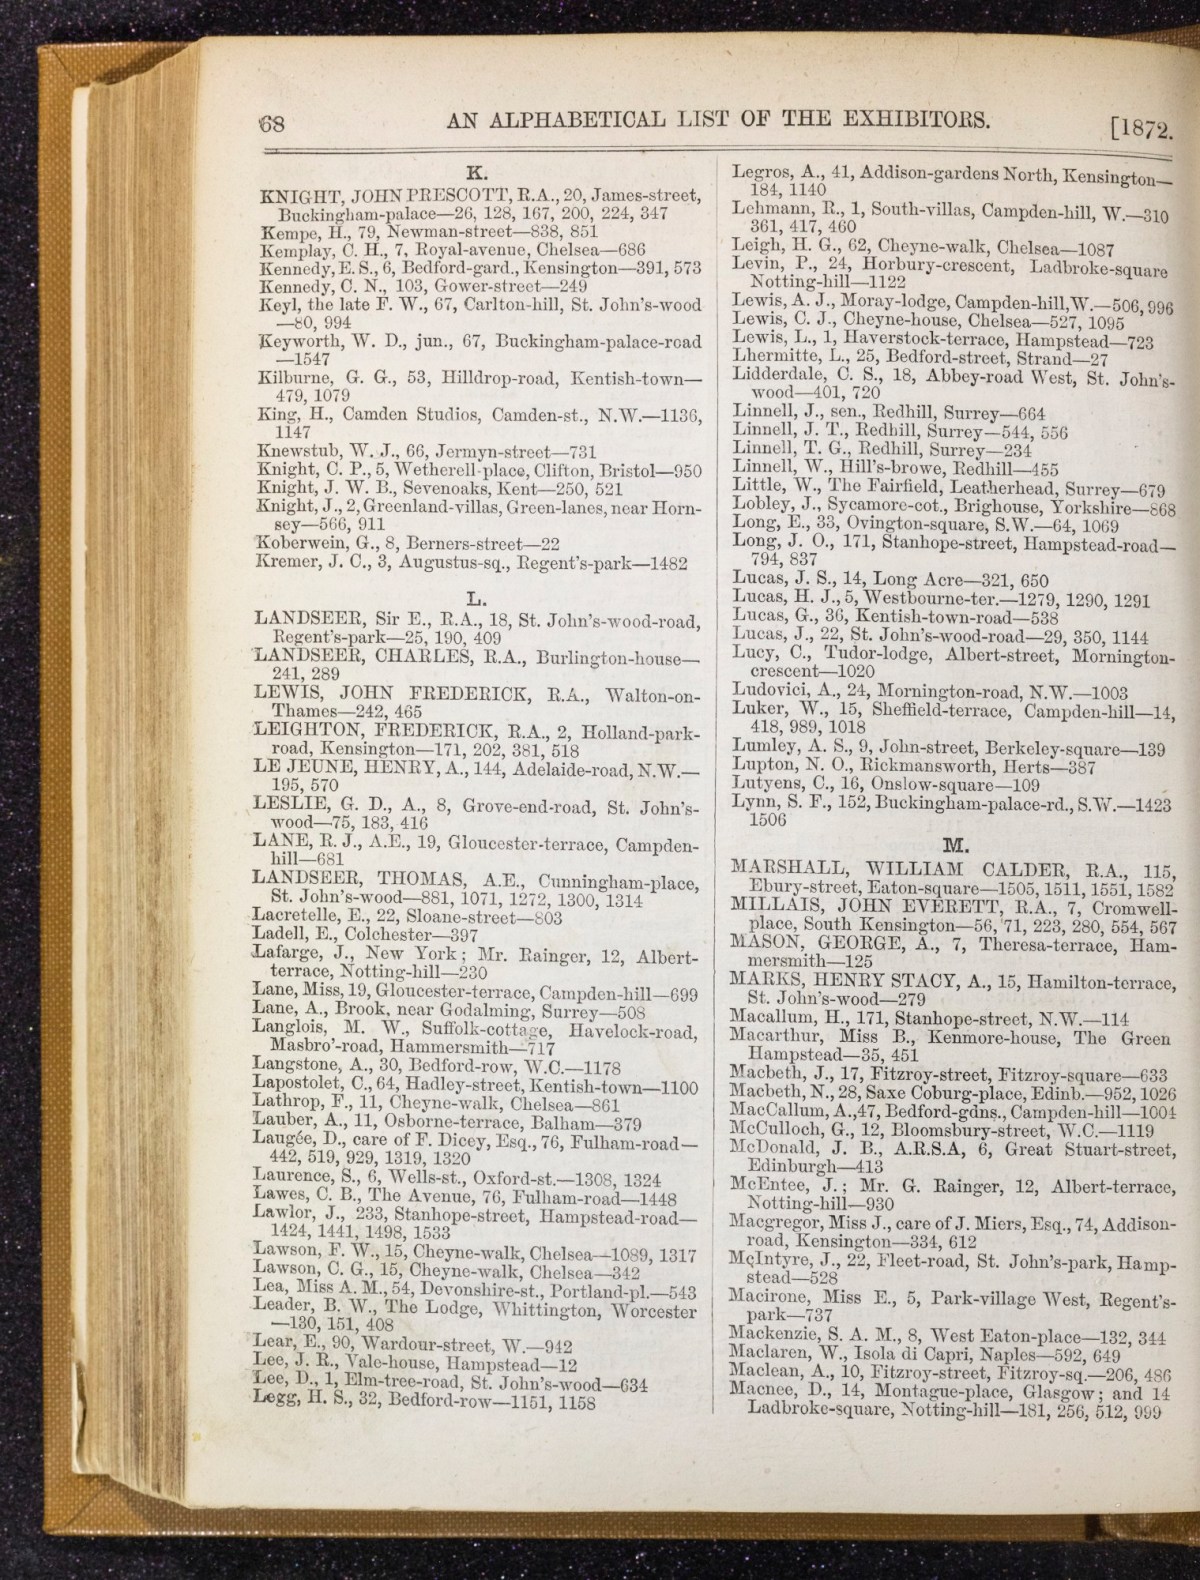 68
AN ALPHABETICAL LIST OF THE EXHIBITORS.
[1872.
K.
KNIGHT, JOHN PRESCOTT, R.A., 20, James-street,
Buckingham-palace—26, 128, 167, 200, 224, 347
Kempe, H., 79, Newman-street—838, 851
Kemplay, C. H., 7, Royal-avenue, Chelsea—686
Kennedy, E. S., 6, Bedford-gard., Kensington—391, 573
Kennedy, C. N., 103, Gower-street—249
Keyl, the late F. W., 67, Carlton-hill, St. John's-wood
—80, 994
Keyworth, W. D., jun., 67, Buckingham-palace-road
—1547
Kilburne, G. G., 53, Hilldrop-road, Kentish-town—
479, 1079
King, H., Camden Studios, Camden-st., N.W.—1136,
1147
Knewstub, W. J., 66, Jermyn-street—731
Knight, C. P., 5, Wetherell-place, Clifton, Bristol—950
Knight, J. W. B., Sevenoaks, Kent—250, 521
Knight, J., 2, Greenland-villas, Green-lanes, near Horn-
sey—566, 911
Koberwein, G., 8, Berners-street—22
Kremer, J. C., 3, Augustus-sq., Regent's-park—1482
L.
LANDSEER, Sir E., R.A., 18, St. John's-wood-road,
Regent's-park—25, 190, 409
LANDSEER, CHARLES, R.A., Burlington-house—
241, 289
LEWIS, JOHN FREDERICK, R.A., Walton-on-
Thames—242, 465
LEIGHTON, FREDERICK, R.A., 2, Holland-park-
road, Kensington—171, 202, 381, 518
LE JEUNE, HENRY, A., 144, Adelaide-road, N.W.—
195, 570
LESLIE, G. D., A., 8, Grove-end-road, St. John's-
wood—75, 183, 416
LANE, R. J., A.E., 19, Gloucester-terrace, Campden-
hill—681
LANDSEER, THOMAS, A.E., Cunningham-place,
St. John's-wood—881, 1071, 1272, 1300, 1314
Lacretelle, E., 22, Sloane-street—803
Ladell, E., Colchester—397
Lafarge, J., New York; Mr. Rainger, 12, Albert-
terrace, Notting-hill—230
Lane, Miss, 19, Gloucester-terrace, Campden-hill—699
Lane, A., Brook, near Godalming, Surrey—508
Langlois, M. W., Suffolk-cottage, Havelock-road,
Masbro'-road, Hammersmith—717
Langstone, A., 30, Bedford-row, W.C.—1178
Lapostolet, C., 64, Hadley-street, Kentish-town—1100
Lathrop, F., 11, Cheyne-walk, Chelsea—861
Lauber, A., 11, Osborne-terrace, Balham—379
Laugée, D., care of F. Dicey, Esq., 76, Fulham-road—
442, 519, 929, 1319, 1320
Laurence, S., 6, Wells-st., Oxford-st.—1308, 1324
Lawes, C. B., The Avenue, 76, Fulham-road—1448
Lawlor, J., 233, Stanhope-street, Hampstead-road—
1424, 1441, 1498, 1533
Lawson, F. W., 15, Cheyne-walk, Chelsea—1089, 1317
Lawson, C. G., 15, Cheyne-walk, Chelsea—342
Lea, Miss A. M., 54, Devonshire-st., Portland-pl.—543
Leader, B. W., The Lodge, Whittington, Worcester
—130, 151, 408
Lear, E., 90, Wardour-street, W.—942
Lee, J. R., Vale-house, Hampstead—12
Lee, D., 1, Elm-tree-road, St. John's-wood—634
Legg, H. S., 32, Bedford-row—1151, 1158
Legros, A., 41, Addison-gardens North, Kensington—
184, 1140
Lehmann, R., 1, South-villas, Campden-hill, W.—310
361, 417, 460
Leigh, H. G., 62, Cheyne-walk, Chelsea—1087
Levin, P., 24, Horbury-crescent, Ladbroke-square
Notting-hill—1122
Lewis, A. J., Moray-lodge, Campden-hill, W.—506, 996
Lewis, C. J., Cheyne-house, Chelsea—527, 1095
Lewis, L., 1, Haverstock-terrace, Hampstead—723
Lhermitte, L., 25, Bedford-street, Strand—27
Lidderdale, C. S., 18, Abbey-road West, St. John's-
wood—401, 720
Linnell, J., sen., Redhill, Surrey—664
Linnell, J. T., Redhill, Surrey—544, 556
Linnell, T. G., Redhill, Surrey—234
Linnell, W., Hill's-browe, Redhill—455
Little, W., The Fairfield, Leatherhead, Surrey—679
Lobley, J., Sycamore-cot., Brighouse, Yorkshire—868
Long, E., 33, Ovington-square, S.W.—64, 1069
Long, J. O., 171, Stanhope-street, Hampstead-road—
794, 837
Lucas, J. S., 14, Long Acre—321, 650
Lucas, H. J., 5, Westbourne-ter.—1279, 1290, 1291
Lucas, G., 36, Kentish-town-road—538
Lucas, J., 22, St. John's-wood-road—29, 350, 1144
Lucy, C., Tudor-lodge, Albert-street, Mornington-
crescent—1020
Ludovici, A., 24, Mornington-road, N.W.—1003
Luker, W., 15, Sheffield-terrace, Campden-hill—14,
418, 989, 1018
Lumley, A. S., 9, John-street, Berkeley-square—139
Lupton, N. O., Rickmansworth, Herts—387
Lutyens, C., 16, Onslow-square—109
Lynn, S. F., 152, Buckingham-palace-rd., S.W.—1423
1506
M.
MARSHALL, WILLIAM CALDER, R.A., 115,
Ebury-street, Eaton-square—1505, 1511, 1551, 1582
MILLAIS, JOHN EVERETT, R.A., 7, Cromwell-
place, South Kensington—56, 71, 223, 280, 554, 567
MASON, GEORGE, A., 7, Theresa-terrace, Ham-
mersmith—125
MARKS, HENRY STACY, A., 15, Hamilton-terrace,
St. John's-wood—279
Macallum, H., 171, Stanhope-street, N.W.—114
Macarthur, Miss B., Kenmore-house, The Green
Hampstead—35, 451
Macbeth, J., 17, Fitzroy-street, Fitzroy-square—633
Macbeth, N., 28, Saxe Coburg-place, Edinb.—952, 1026
MacCallum, A., 47, Bedford-gdns., Campden-hill—1004
McCulloch, G., 12, Bloomsbury-street, W.C.—1119
McDonald, J. B., A.R.S.A, 6, Great Stuart-street,
Edinburgh—413
McEntee, J.; Mr. G. Rainger, 12, Albert-terrace,
Notting-hill—930
Macgregor, Miss J., care of J. Miers, Esq., 74, Addison-
road, Kensington—334, 612
McIntyre, J., 22, Fleet-road, St. John's-park, Hamp-
stead—528
Macirone, Miss E., 5, Park-village West, Regent's-
park—737
Mackenzie, S. A. M., 8, West Eaton-place—132, 344
Maclaren, W., Isola di Capri, Naples—592, 649
Maclean, A., 10, Fitzroy-street, Fitzroy-sq.—206, 486
Macnee, D., 14, Montague-place, Glasgow; and 14
Ladbroke-square, Notting-hill—181, 256, 512, 999